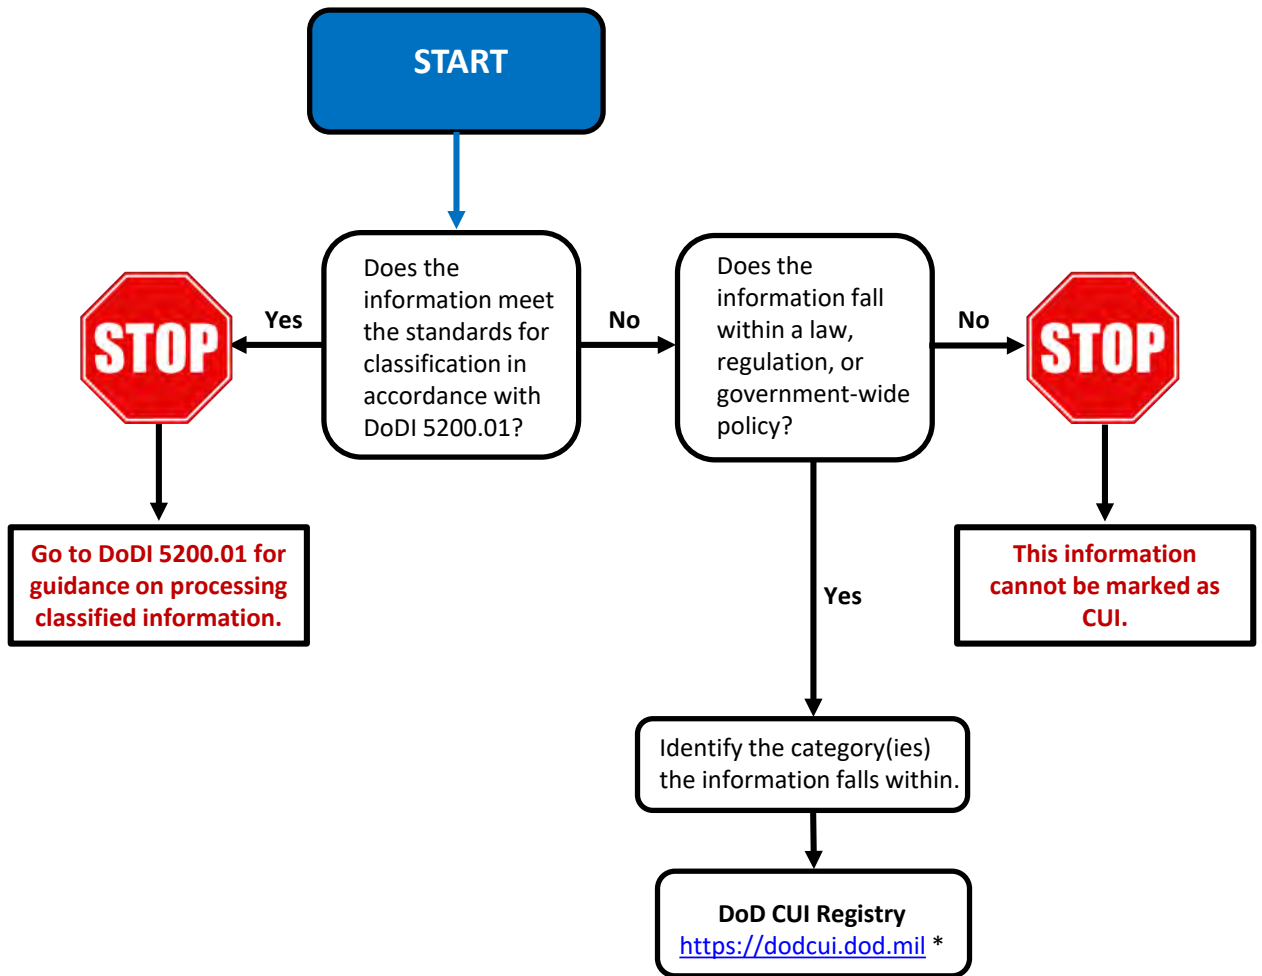 START
Does the
information meet
the standards for
classification in
accordance with
DoDI 5200.01?
Does the
information fall
within a law,
regulation, or
government-wide
policy?
Yes
No
No
STOP
STOP
Go to DoDI 5200.01 for
guidance on processing
classified information.
This information
cannot be marked as
CUI.
Yes
Identify the category(ies)
the information falls within.
DoD CUI Registry
https://dodcui.dod.mil *